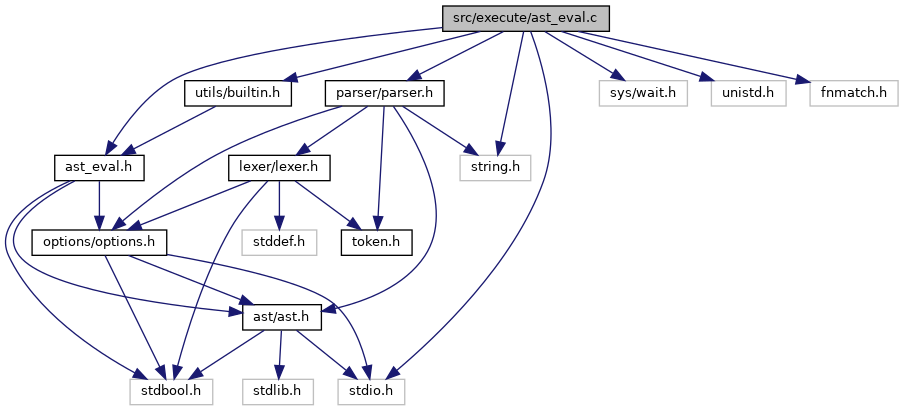 src/execute/ast_eval.c
utils/builtin.h
parser/parser.h
sys/wait.h
unistd.h
fnmatch.h
ast_eval.h
lexer/lexer.h
string.h
options/options.h
stddef.h
token.h
ast/ast.h
stdbool.h
stdlib.h
stdio.h